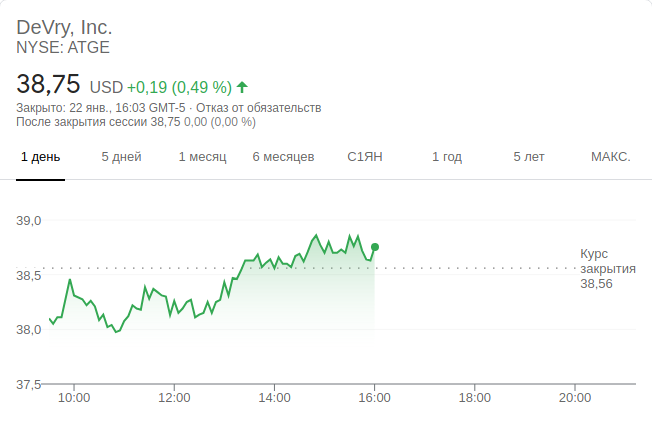 DeVry, Inc.
NYSE: ATGE
38,75 USD +0,19 (0,49 %)
Закрыто: 22 янв., 16:03 GMT-5 · Отказ от обязательств
После закрытия сессии 38,75 0,00 (0,00 %)
1 день 5 дней 1 месяц 6 месяцев С1ЯН 1 год 5 лет МАКС.
39,0
Курс
38,5 закрытия
38,56
38,0
37,5
10:00 12:00 14:00 16:00 18:00 20:00